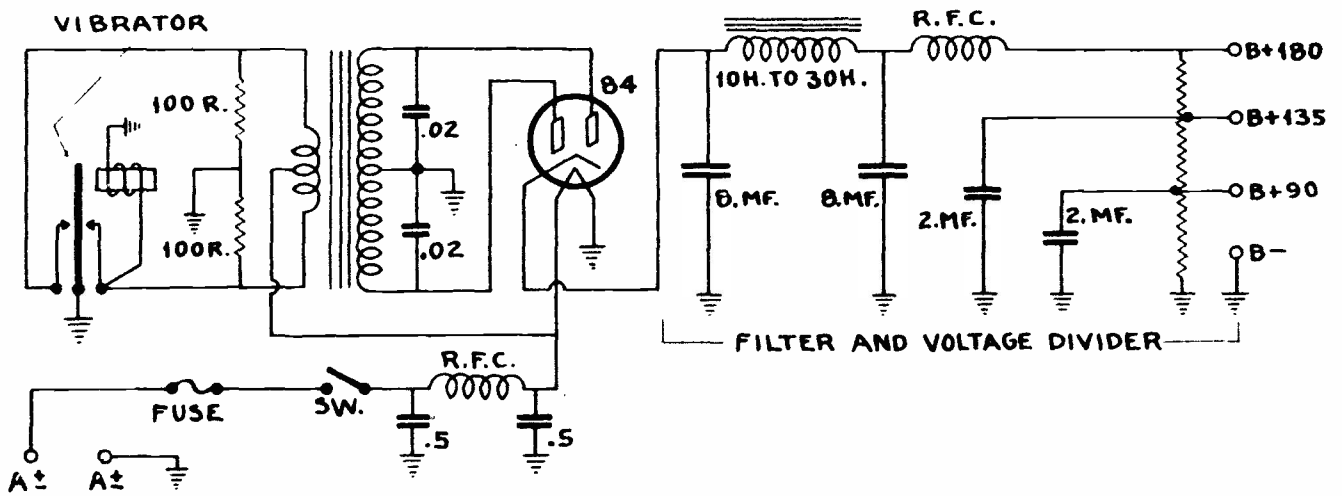 VIBRATOR
R.F.C.
84
B+180
10H. TO 30H.
100 R.
.02
B+135
8.MF.
8.MF.
B+90
2.MF.
2.MF.
100R.
.02
B-
FILTER AND VOLTAGE DIVIDER
R.F.C.
FUSE
SW.
.5
.5
A±
A±